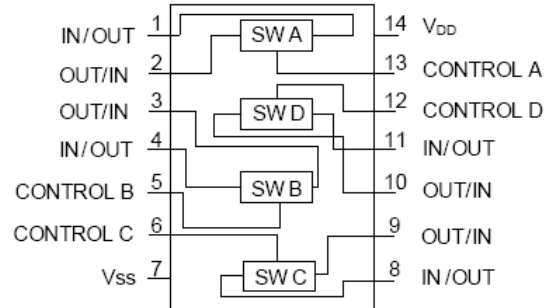 IN/OUT 1 SW A 14 VDD
OUT/IN 2 13 CONTROL A
OUT/IN 3 SW D 12 CONTROL D
IN/OUT 4 11 IN/OUT
CONTROL B 5 SW B 10 OUT/IN
CONTROL C 6 9 OUT/IN
Vss 7 SW C 8 IN/OUT